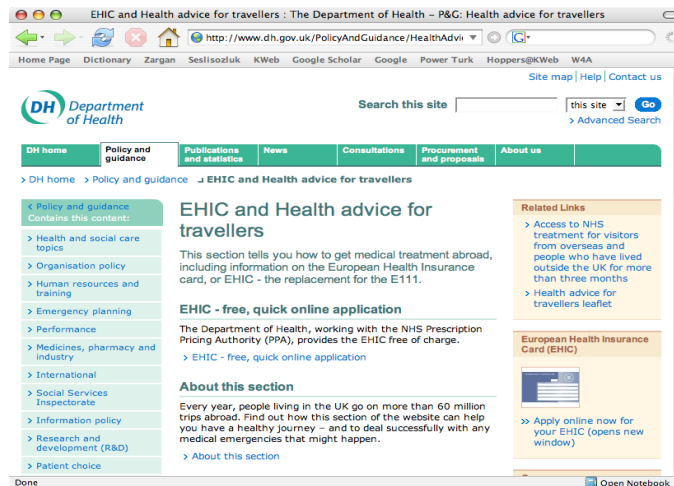 EHIC and Health advice for travellers : The Department of Health – P&G: Health advice for travellers
http://www.dh.gov.uk/PolicyAndGuidance/HealthAdvi
G
Home Page Dictionary Zargan Seslisozluk KWeb Google Scholar Google Power Turk Hoppers@KWeb W4A
Site map | Help | Contact us
DH Department
of Health
Search this site
this site
Go
> Advanced Search
DH home
Policy and
guidance
Publications
and statistics
News
Consultations
Procurement
and proposals
About us
> DH home > Policy and guidance EHIC and Health advice for travellers
< Policy and guidance
Contains this content:
> Health and social care
topics
> Organisation policy
> Human resources and
training
> Emergency planning
> Performance
> Medicines, pharmacy and
industry
> International
> Social Services
Inspectorate
> Information policy
> Research and
development (R&D)
> Patient choice
EHIC and Health advice for
travellers
This section tells you how to get medical treatment abroad,
including information on the European Health Insurance
card, or EHIC - the replacement for the E111.
EHIC - free, quick online application
The Department of Health, working with the NHS Prescription
Pricing Authority (PPA), provides the EHIC free of charge.
> EHIC - free, quick online application
About this section
Every year, people living in the UK go on more than 60 million
trips abroad. Find out how this section of the website can help
you have a healthy journey – and to deal successfully with any
medical emergencies that might happen.
> About this section
Related Links
> Access to NHS
treatment for visitors
from overseas and
people who have lived
outside the UK for more
than three months
> Health advice for
travellers leaflet
European Health Insurance
Card (EHIC)
>> Apply online now for
your EHIC (opens new
window)
Done
Open Notebook